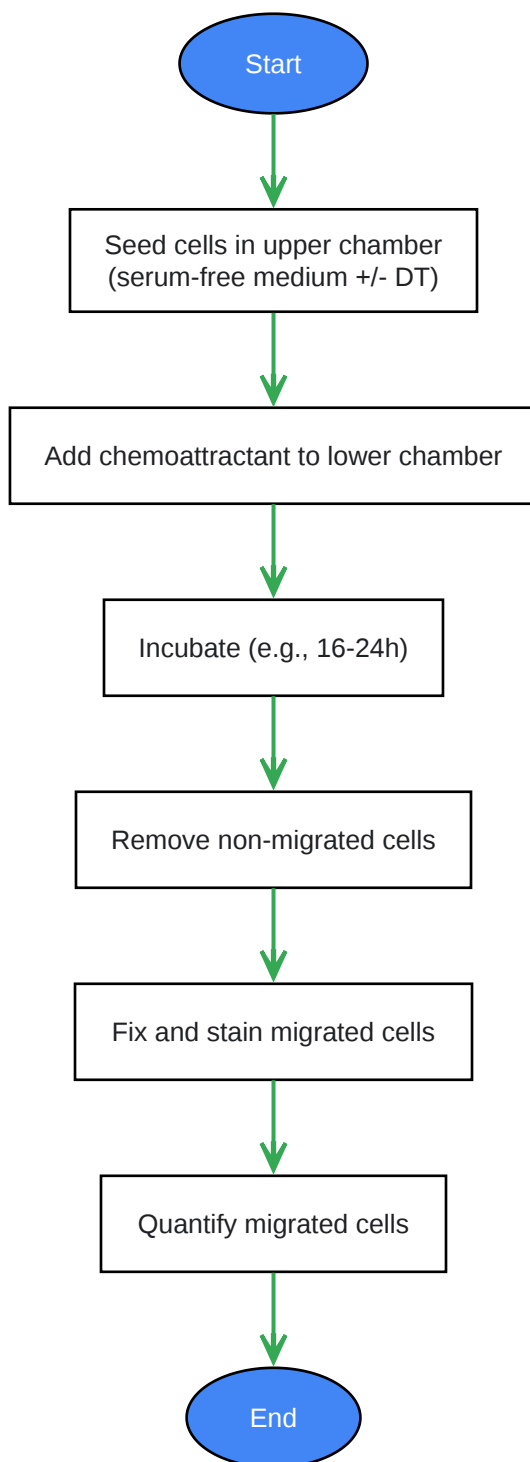 Start
Seed cells in upper chamber
(serum-free medium +/- DT)
Add chemoattractant to lower chamber
Incubate (e.g., 16-24h)
Remove non-migrated cells
Fix and stain migrated cells
Quantify migrated cells
End